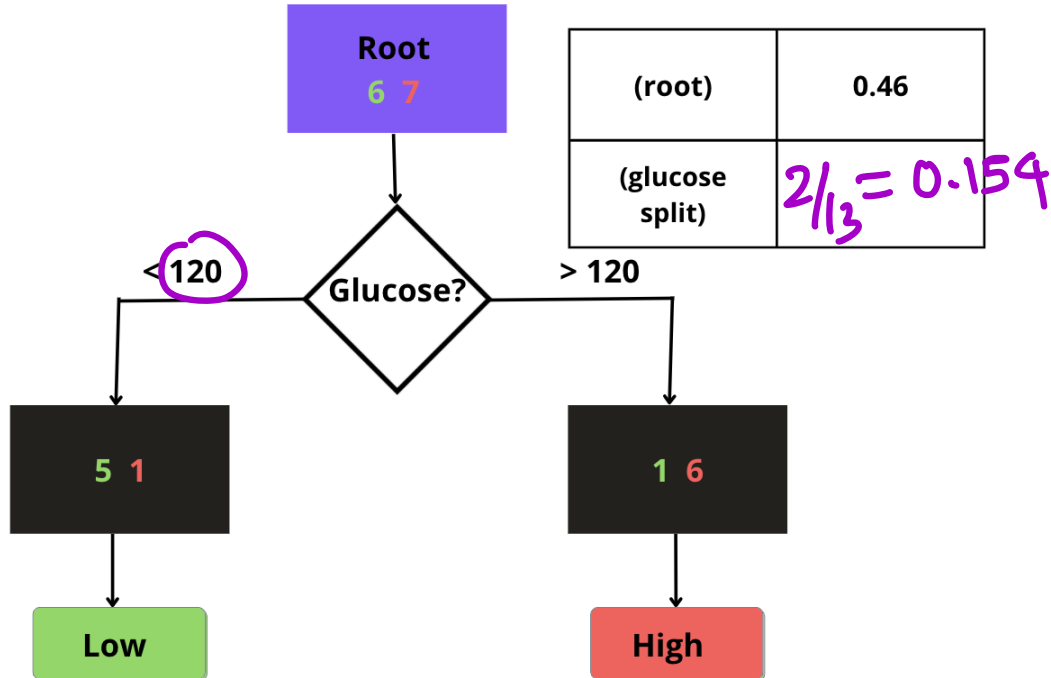 Root
6 7
(root)
0.46
(glucose
split)
2/13 = 0.154
< 120
Glucose?
> 120
5 1
1 6
Low
High